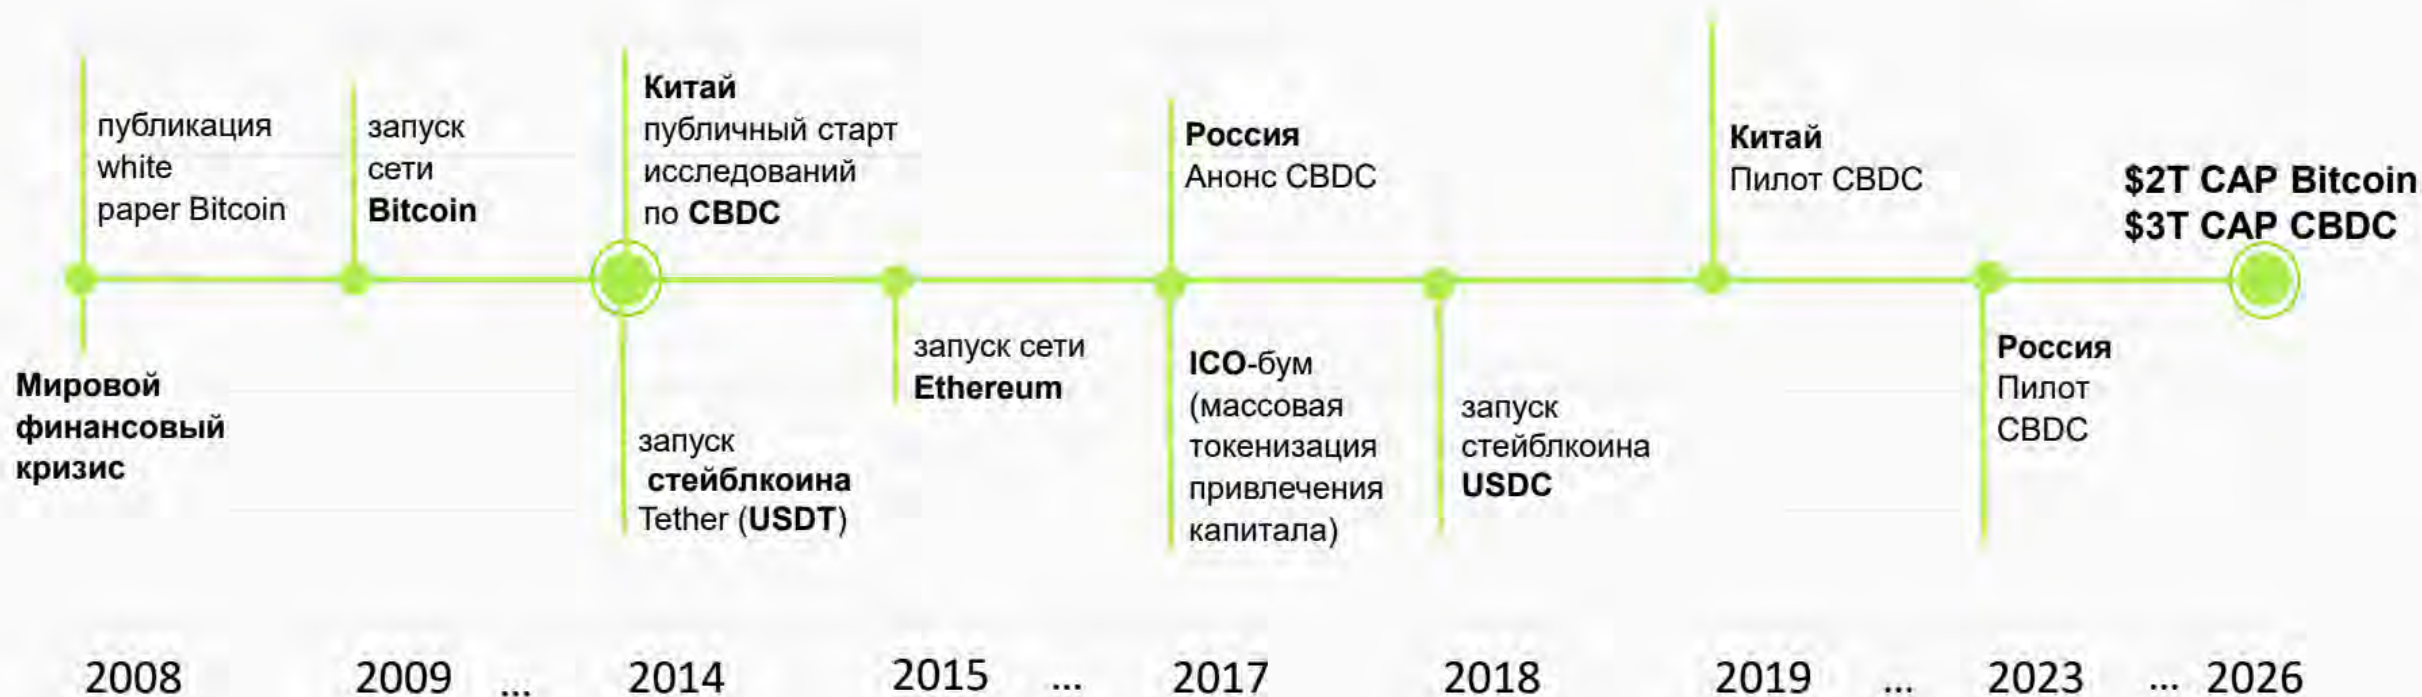 публикация
white
paper Bitcoin
Мировой
финансовый
кризис
запуск
сети
Bitcoin
Китай
публичный старт
исследований
по CBDC
запуск
стейблкоина
Tether (USDT)
запуск сети
Ethereum
Россия
Анонс CBDC
ICO-бум
(массовая
токенизация
привлечения
капитала)
запуск
стейблкоина
USDC
Китай
Пилот CBDC
Россия
Пилот
CBDC
$2T CAP Bitcoin
$3T CAP CBDC
2008 2009 ... 2014 2015 ... 2017 2018 2019 ... 2023 ... 2026